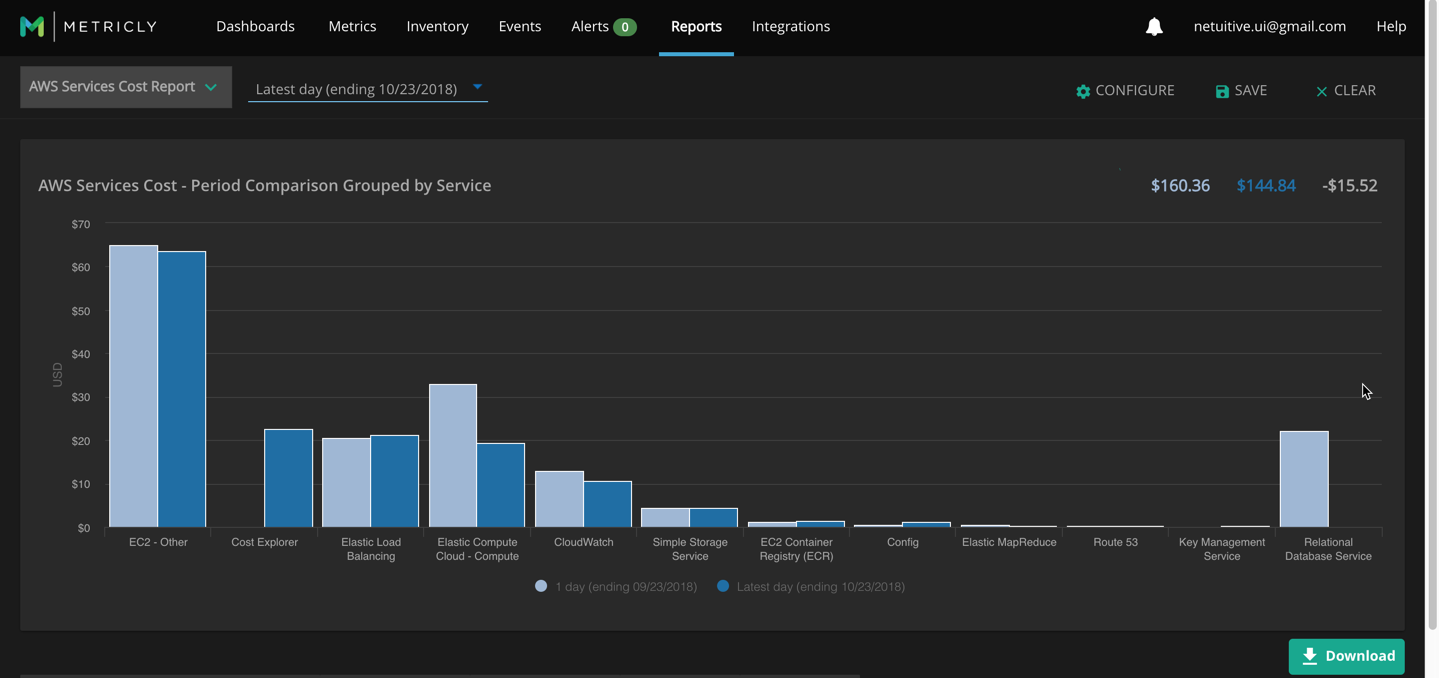 METRICLY Dashboards Metrics Inventory Events Alerts 0 Reports Integrations netuitive.ui@gmail.com Help
AWS Services Cost Report Latest day (ending 10/23/2018) CONFIGURE SAVE CLEAR
AWS Services Cost - Period Comparison Grouped by Service $160.36 $144.84 -$15.52
$70
$60
$50
$40
$30
$20
$10
$0
USD
EC2 - Other
Cost Explorer
Elastic Load
Balancing
Elastic Compute
Cloud - Compute
CloudWatch
Simple Storage
Service
EC2 Container
Registry (ECR)
Config
Elastic MapReduce
Route 53
Key Management
Service
Relational
Database Service
1 day (ending 09/23/2018) Latest day (ending 10/23/2018)
Download